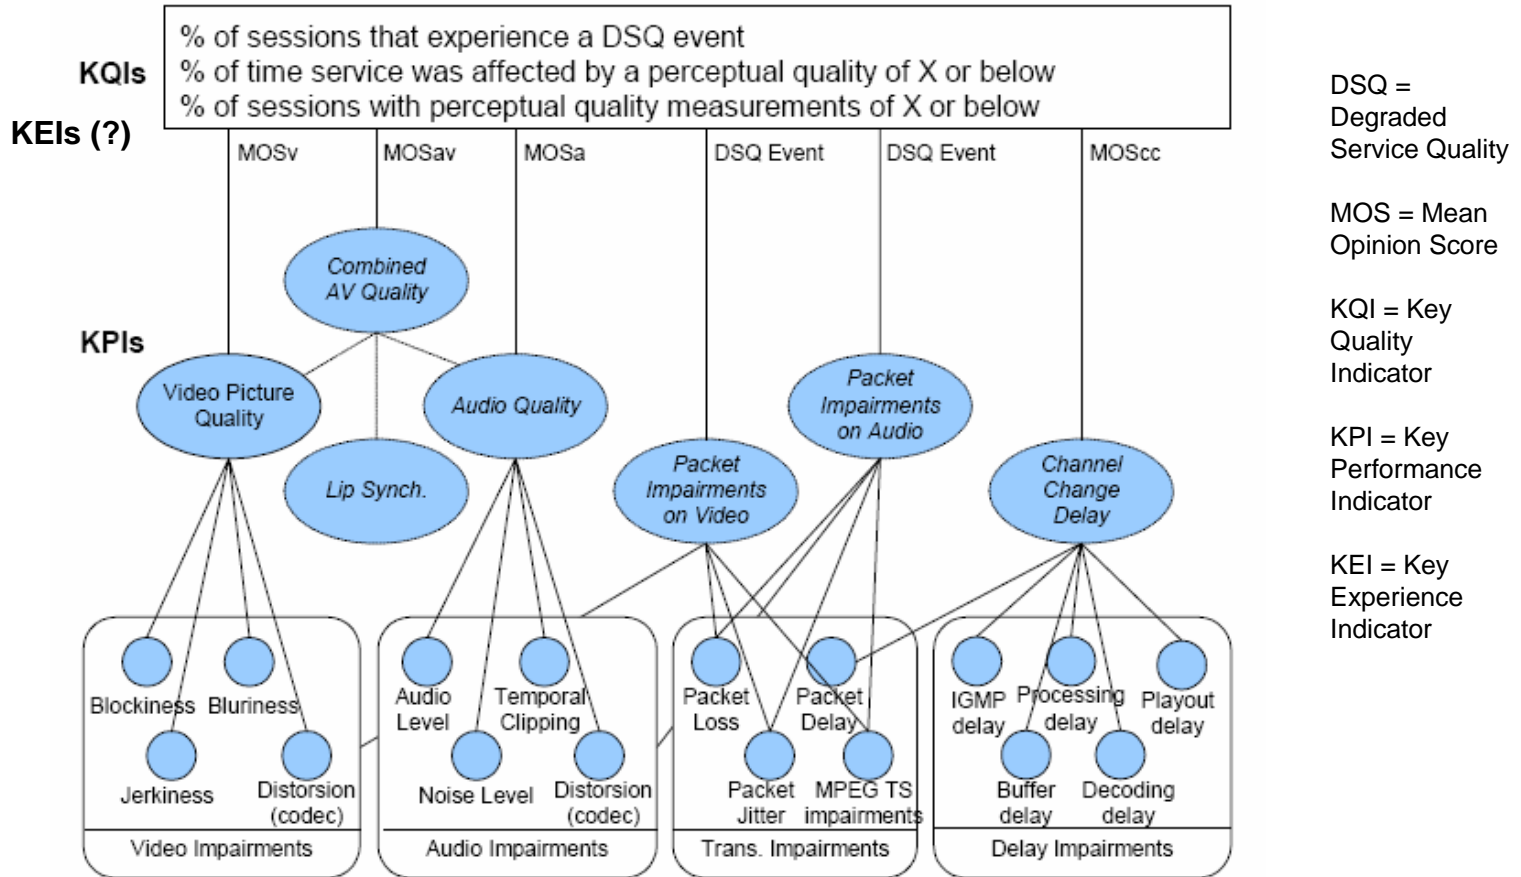 KQIs
% of sessions that experience a DSQ event
% of time service was affected by a perceptual quality of X or below
% of sessions with perceptual quality measurements of X or below
KEIs (?)
MOSv
MOSav
MOSa
DSQ Event
DSQ Event
MOScc
Combined
AV Quality
KPIs
Video Picture
Quality
Audio Quality
Packet
Impairments
on Audio
Lip Synch.
Packet
Impairments
on Video
Channel
Change
Delay
Blockiness
Bluriness
Jerkiness
Distorsion
(codec)
Video Impairments
Audio
Level
Temporal
Clipping
Noise Level
Distorsion
(codec)
Audio Impairments
Packet
Loss
Packet
Delay
Packet
Jitter
MPEG TS
impairments
Trans. Impairments
IGMP
delay
Processing
delay
Playout
delay
Buffer
delay
Decoding
delay
Delay Impairments
DSQ =
Degraded
Service Quality
MOS = Mean
Opinion Score
KQI = Key
Quality
Indicator
KPI = Key
Performance
Indicator
KEI = Key
Experience
Indicator